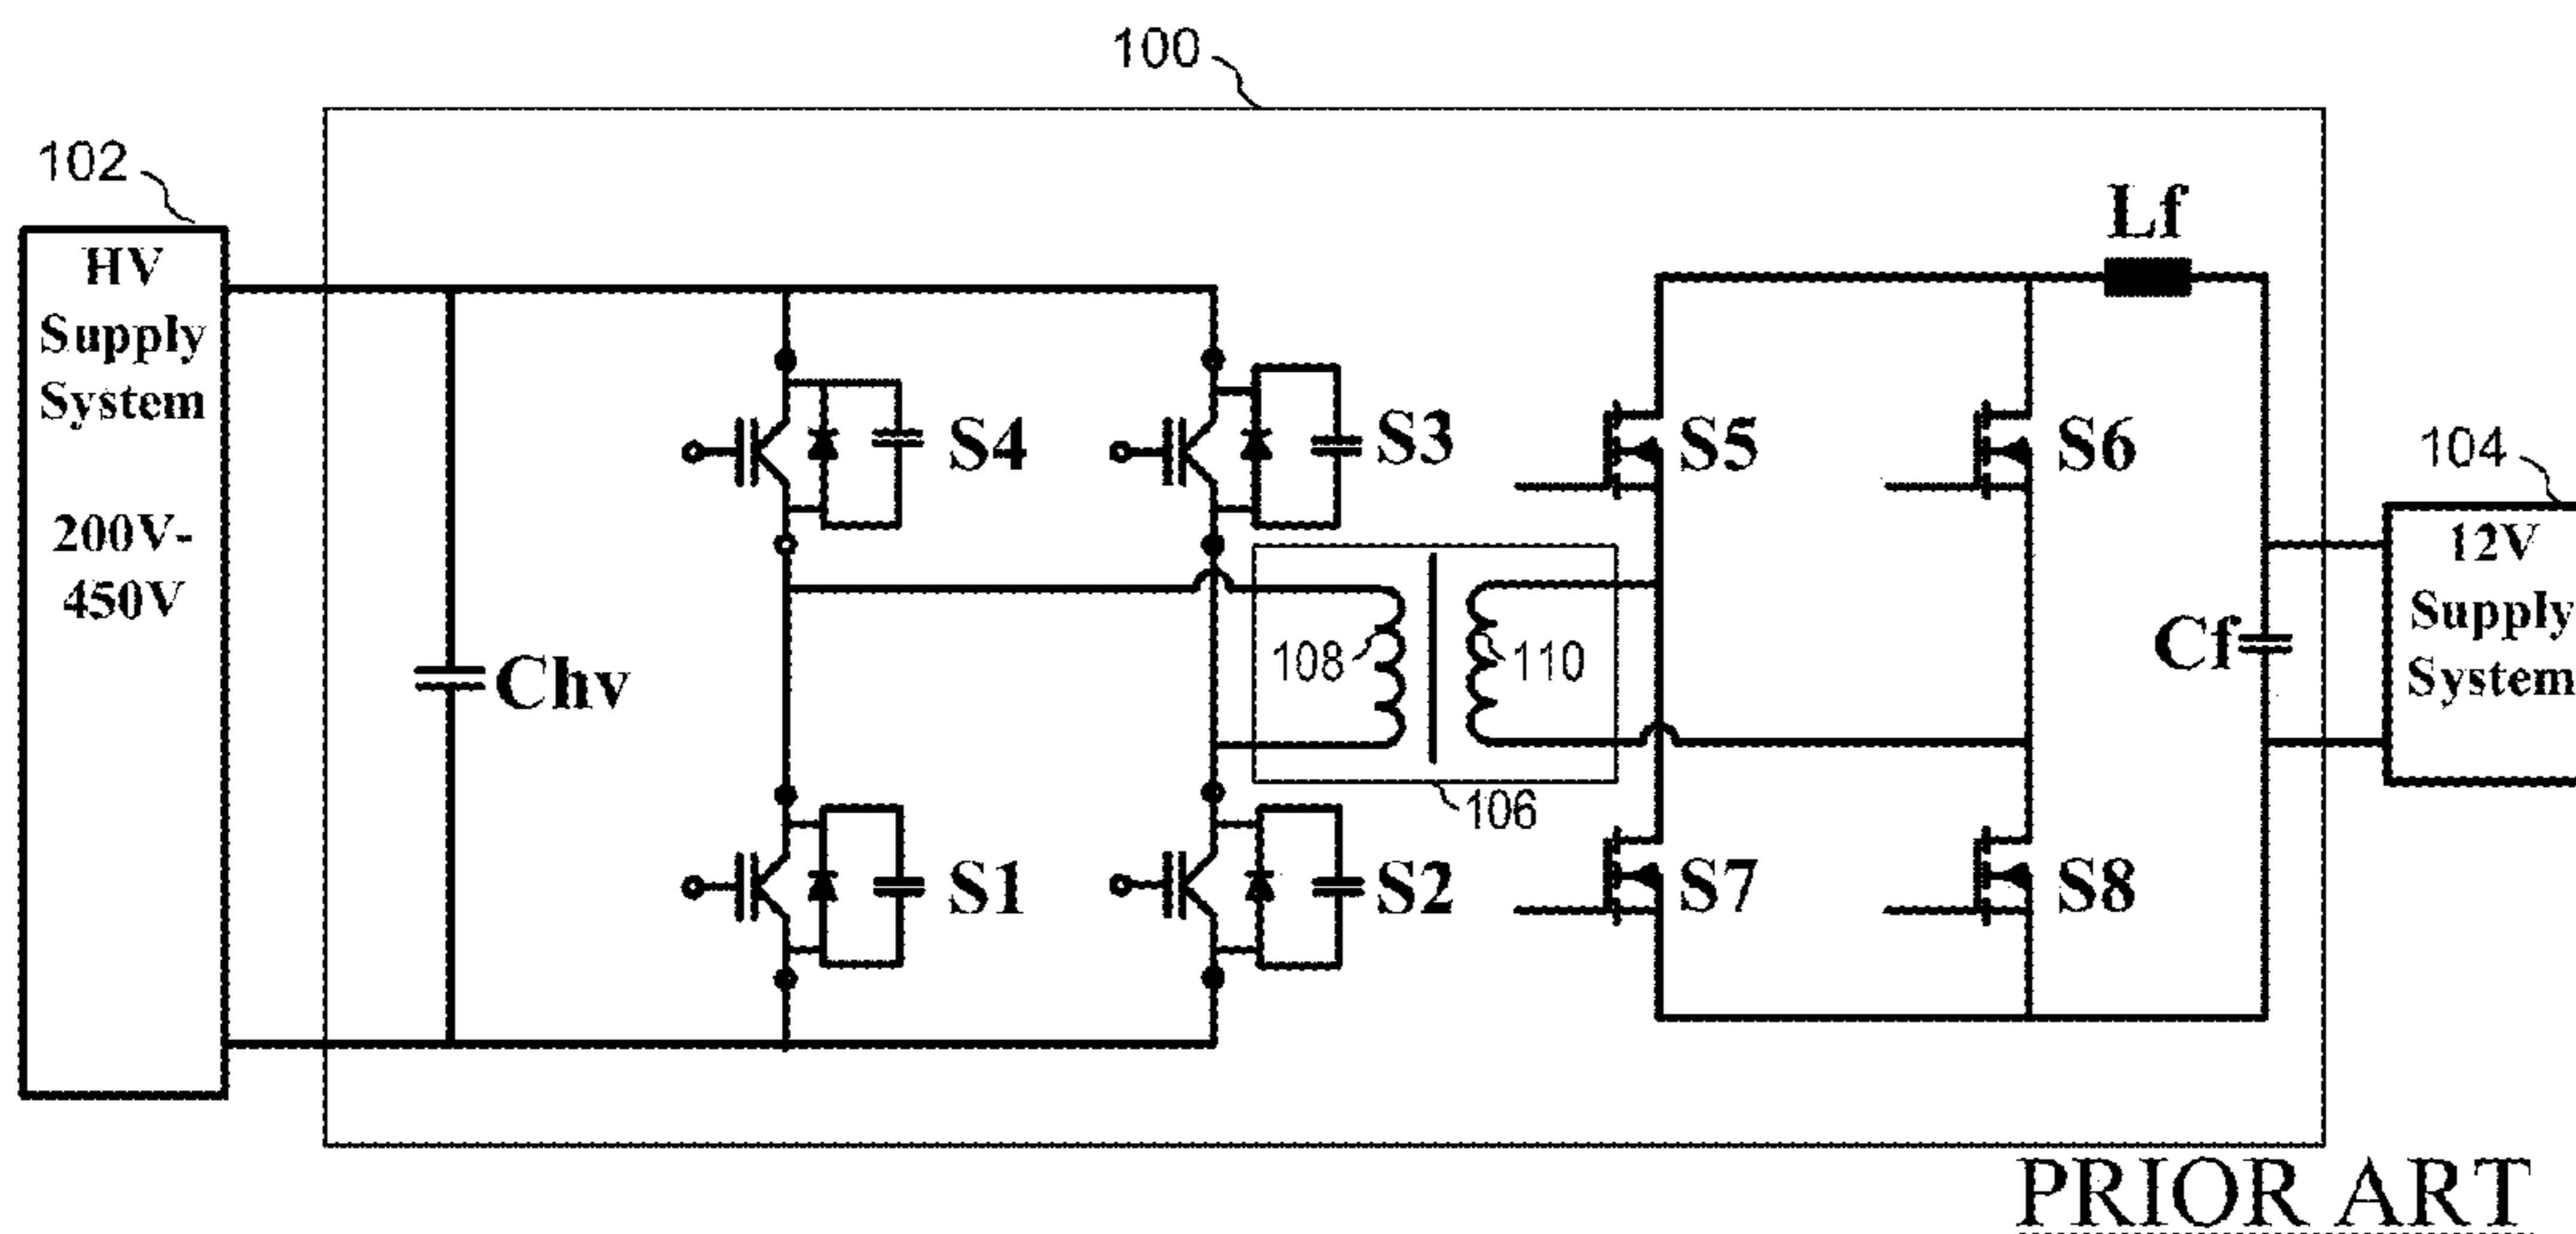 100
102
HV
Supply
System
200V-
450V
Chv
S4
S3
S1
S2
108
110
106
S5
S6
S7
S8
Lf
Cf
104
12V
Supply
System
PRIOR ART